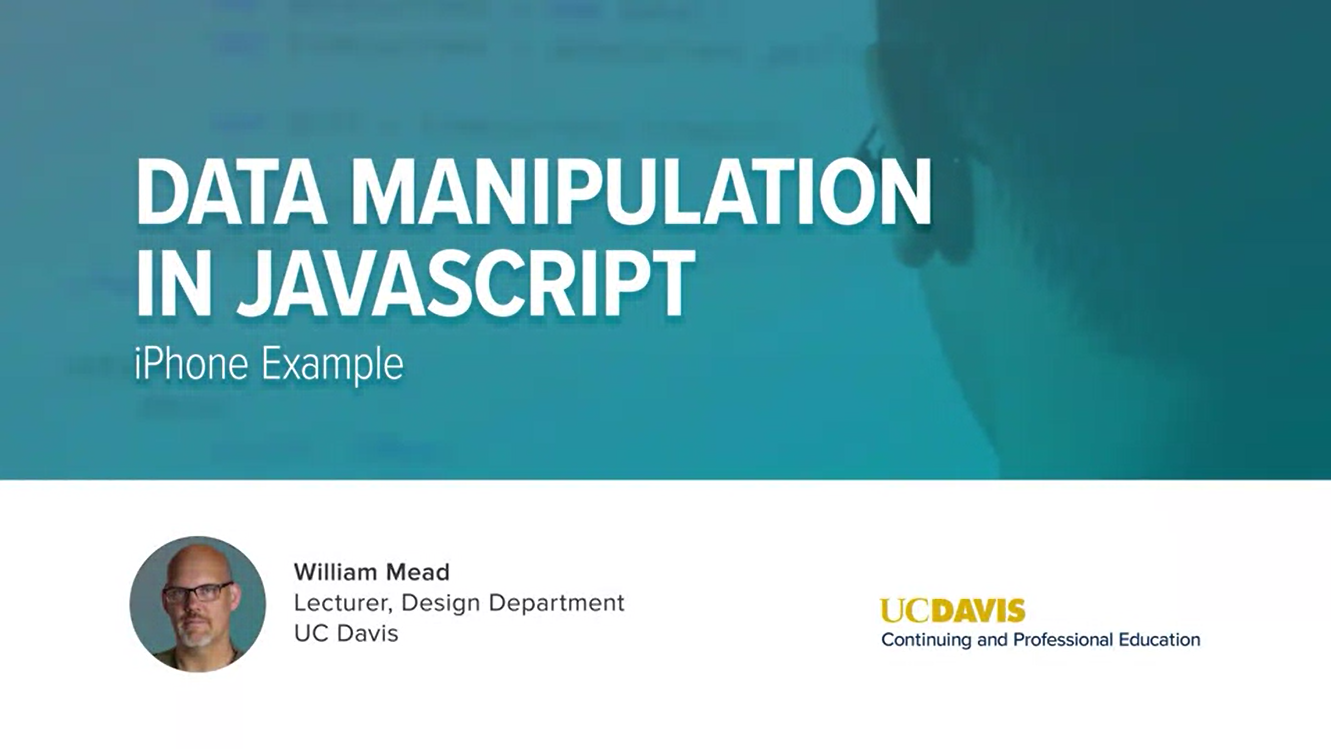 DATA MANIPULATION
IN JAVASCRIPT
iPhone Example
William Mead
Lecturer, Design Department
UC Davis
UCDAVIS
Continuing and Professional Education